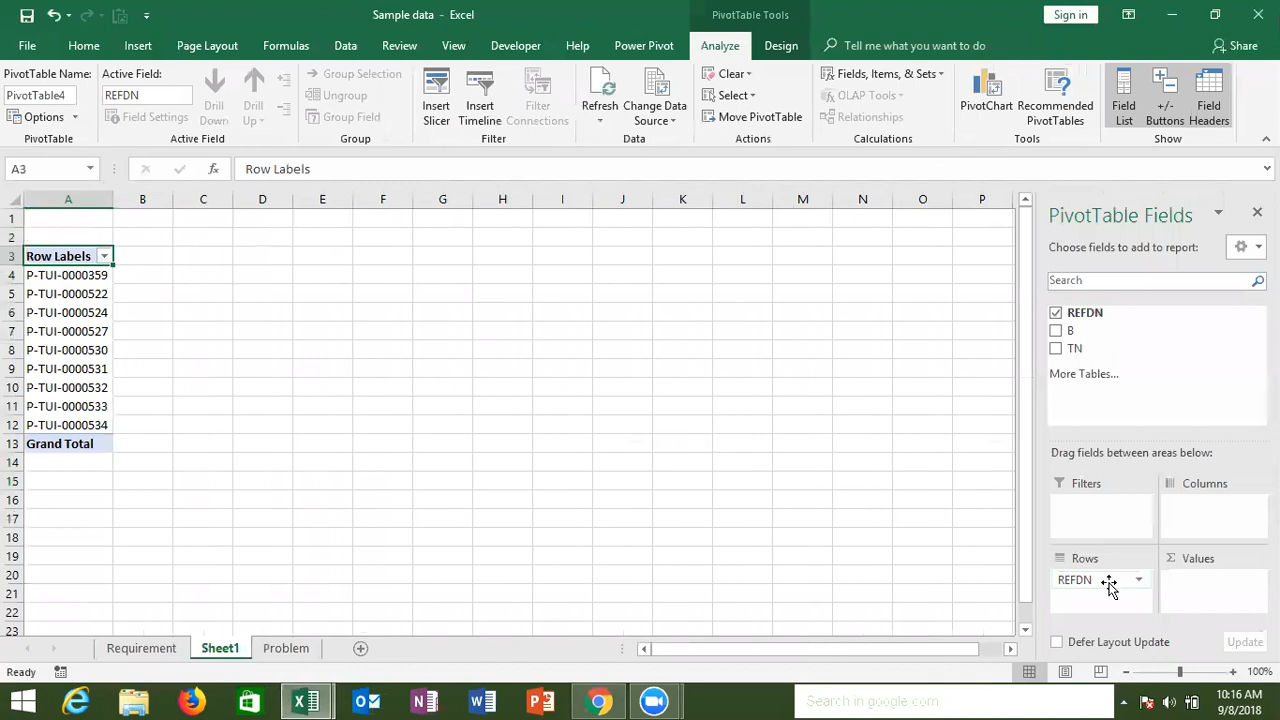 Sample data - Excel
PivotTable Tools
Sign in
File Home Insert Page Layout Formulas Data Review View Developer Help Power Pivot Analyze Design Tell me what you want to do Share
PivotTable Name:
PivotTable4
Options
PivotTable
Active Field:
REFDN
Field Settings
Drill Down
Drill Up
Active Field
Group Selection
Ungroup
Group Field
Group
Insert Slicer
Insert Timeline
Filter Connections
Filter
Refresh
Change Data Source
Data
Clear
Select
Move PivotTable
Actions
Fields, Items, & Sets
OLAP Tools
Relationships
Calculations
PivotChart
Recommended PivotTables
Tools
Field List
+/- Buttons
Field Headers
Show
A3
fx
Row Labels
A B C D E F G H I J K L M N O P
1
2
3 Row Labels
4 P-TUI-0000359
5 P-TUI-0000522
6 P-TUI-0000524
7 P-TUI-0000527
8 P-TUI-0000530
9 P-TUI-0000531
10 P-TUI-0000532
11 P-TUI-0000533
12 P-TUI-0000534
13 Grand Total
14
15
16
17
18
19
20
21
22
23
PivotTable Fields
Choose fields to add to report:
Search
REFDN
B
TN
More Tables...
Drag fields between areas below:
Filters
Columns
Rows
Values
REFDN
Defer Layout Update
Update
Requirement Sheet1 Problem
Ready
100%
Search in google.com
10:16 AM
9/8/2018